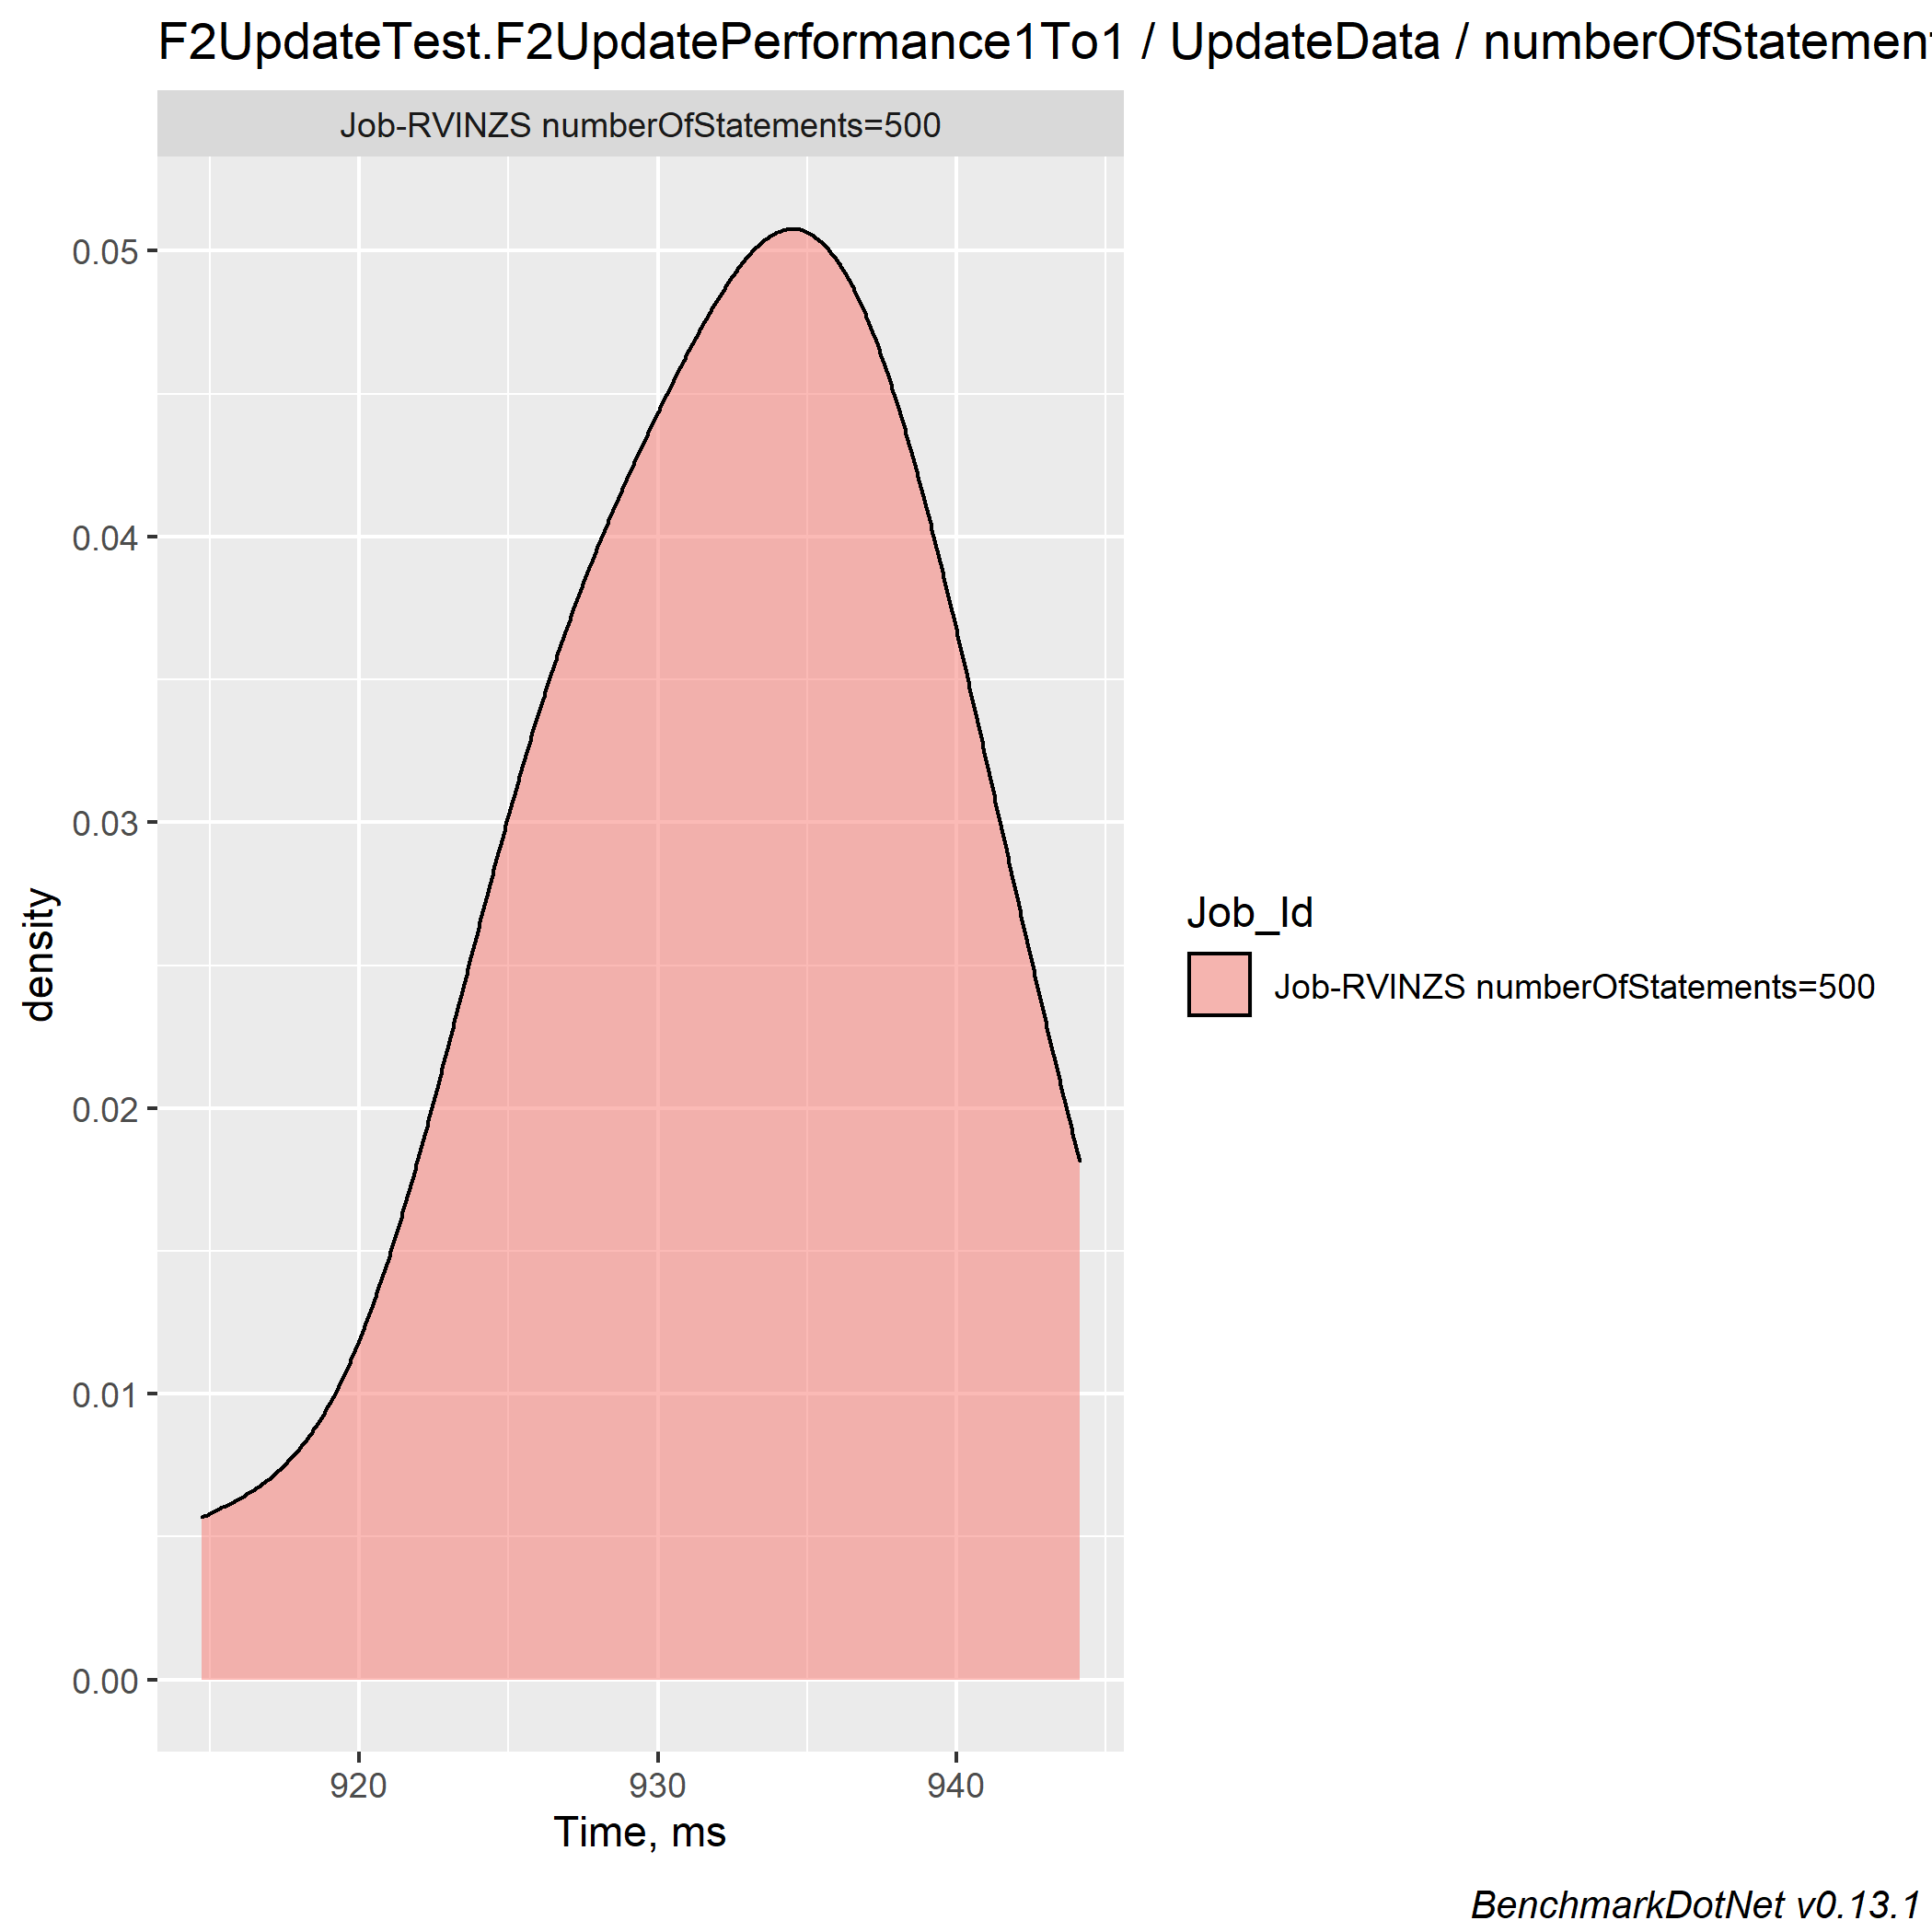 F2UpdateTest.F2UpdatePerformance1To1 / UpdateData / numberOfStatement
Job-RVINZS numberOfStatements=500
0.05
0.04
0.03
0.02
0.01
0.00
density
920 930 940
Time, ms
Job_Id
Job-RVINZS numberOfStatements=500
BenchmarkDotNet v0.13.1